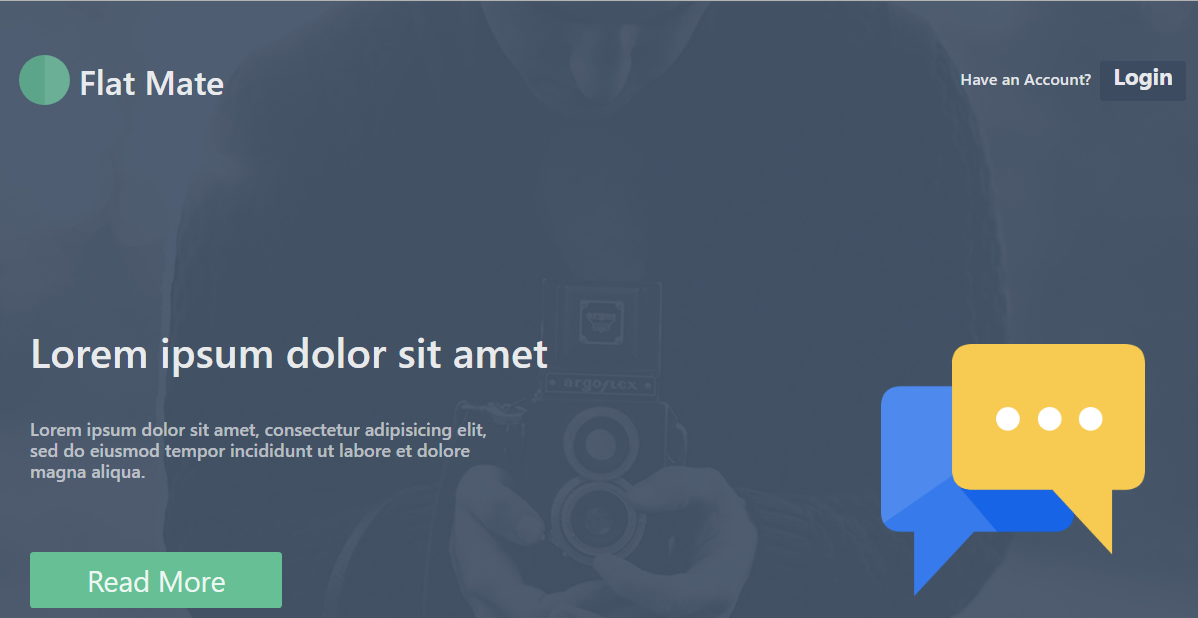 Flat Mate
Have an Account? Login
Lorem ipsum dolor sit amet
argoflex
Lorem ipsum dolor sit amet, consectetur adipisicing elit,
sed do eiusmod tempor incididunt ut labore et dolore
magna aliqua.
Read More